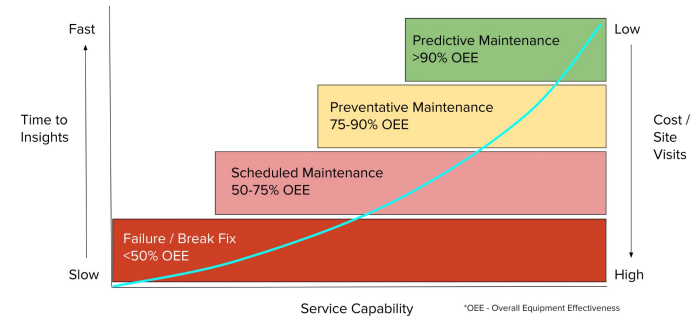 Fast
Low
Predictive Maintenance
>90% OEE
Preventative Maintenance
75-90% OEE
Time to
Insights
Cost /
Site
Visits
Scheduled Maintenance
50-75% OEE
Failure / Break Fix
<50% OEE
Slow
High
Service Capability
*OEE - Overall Equipment Effectiveness